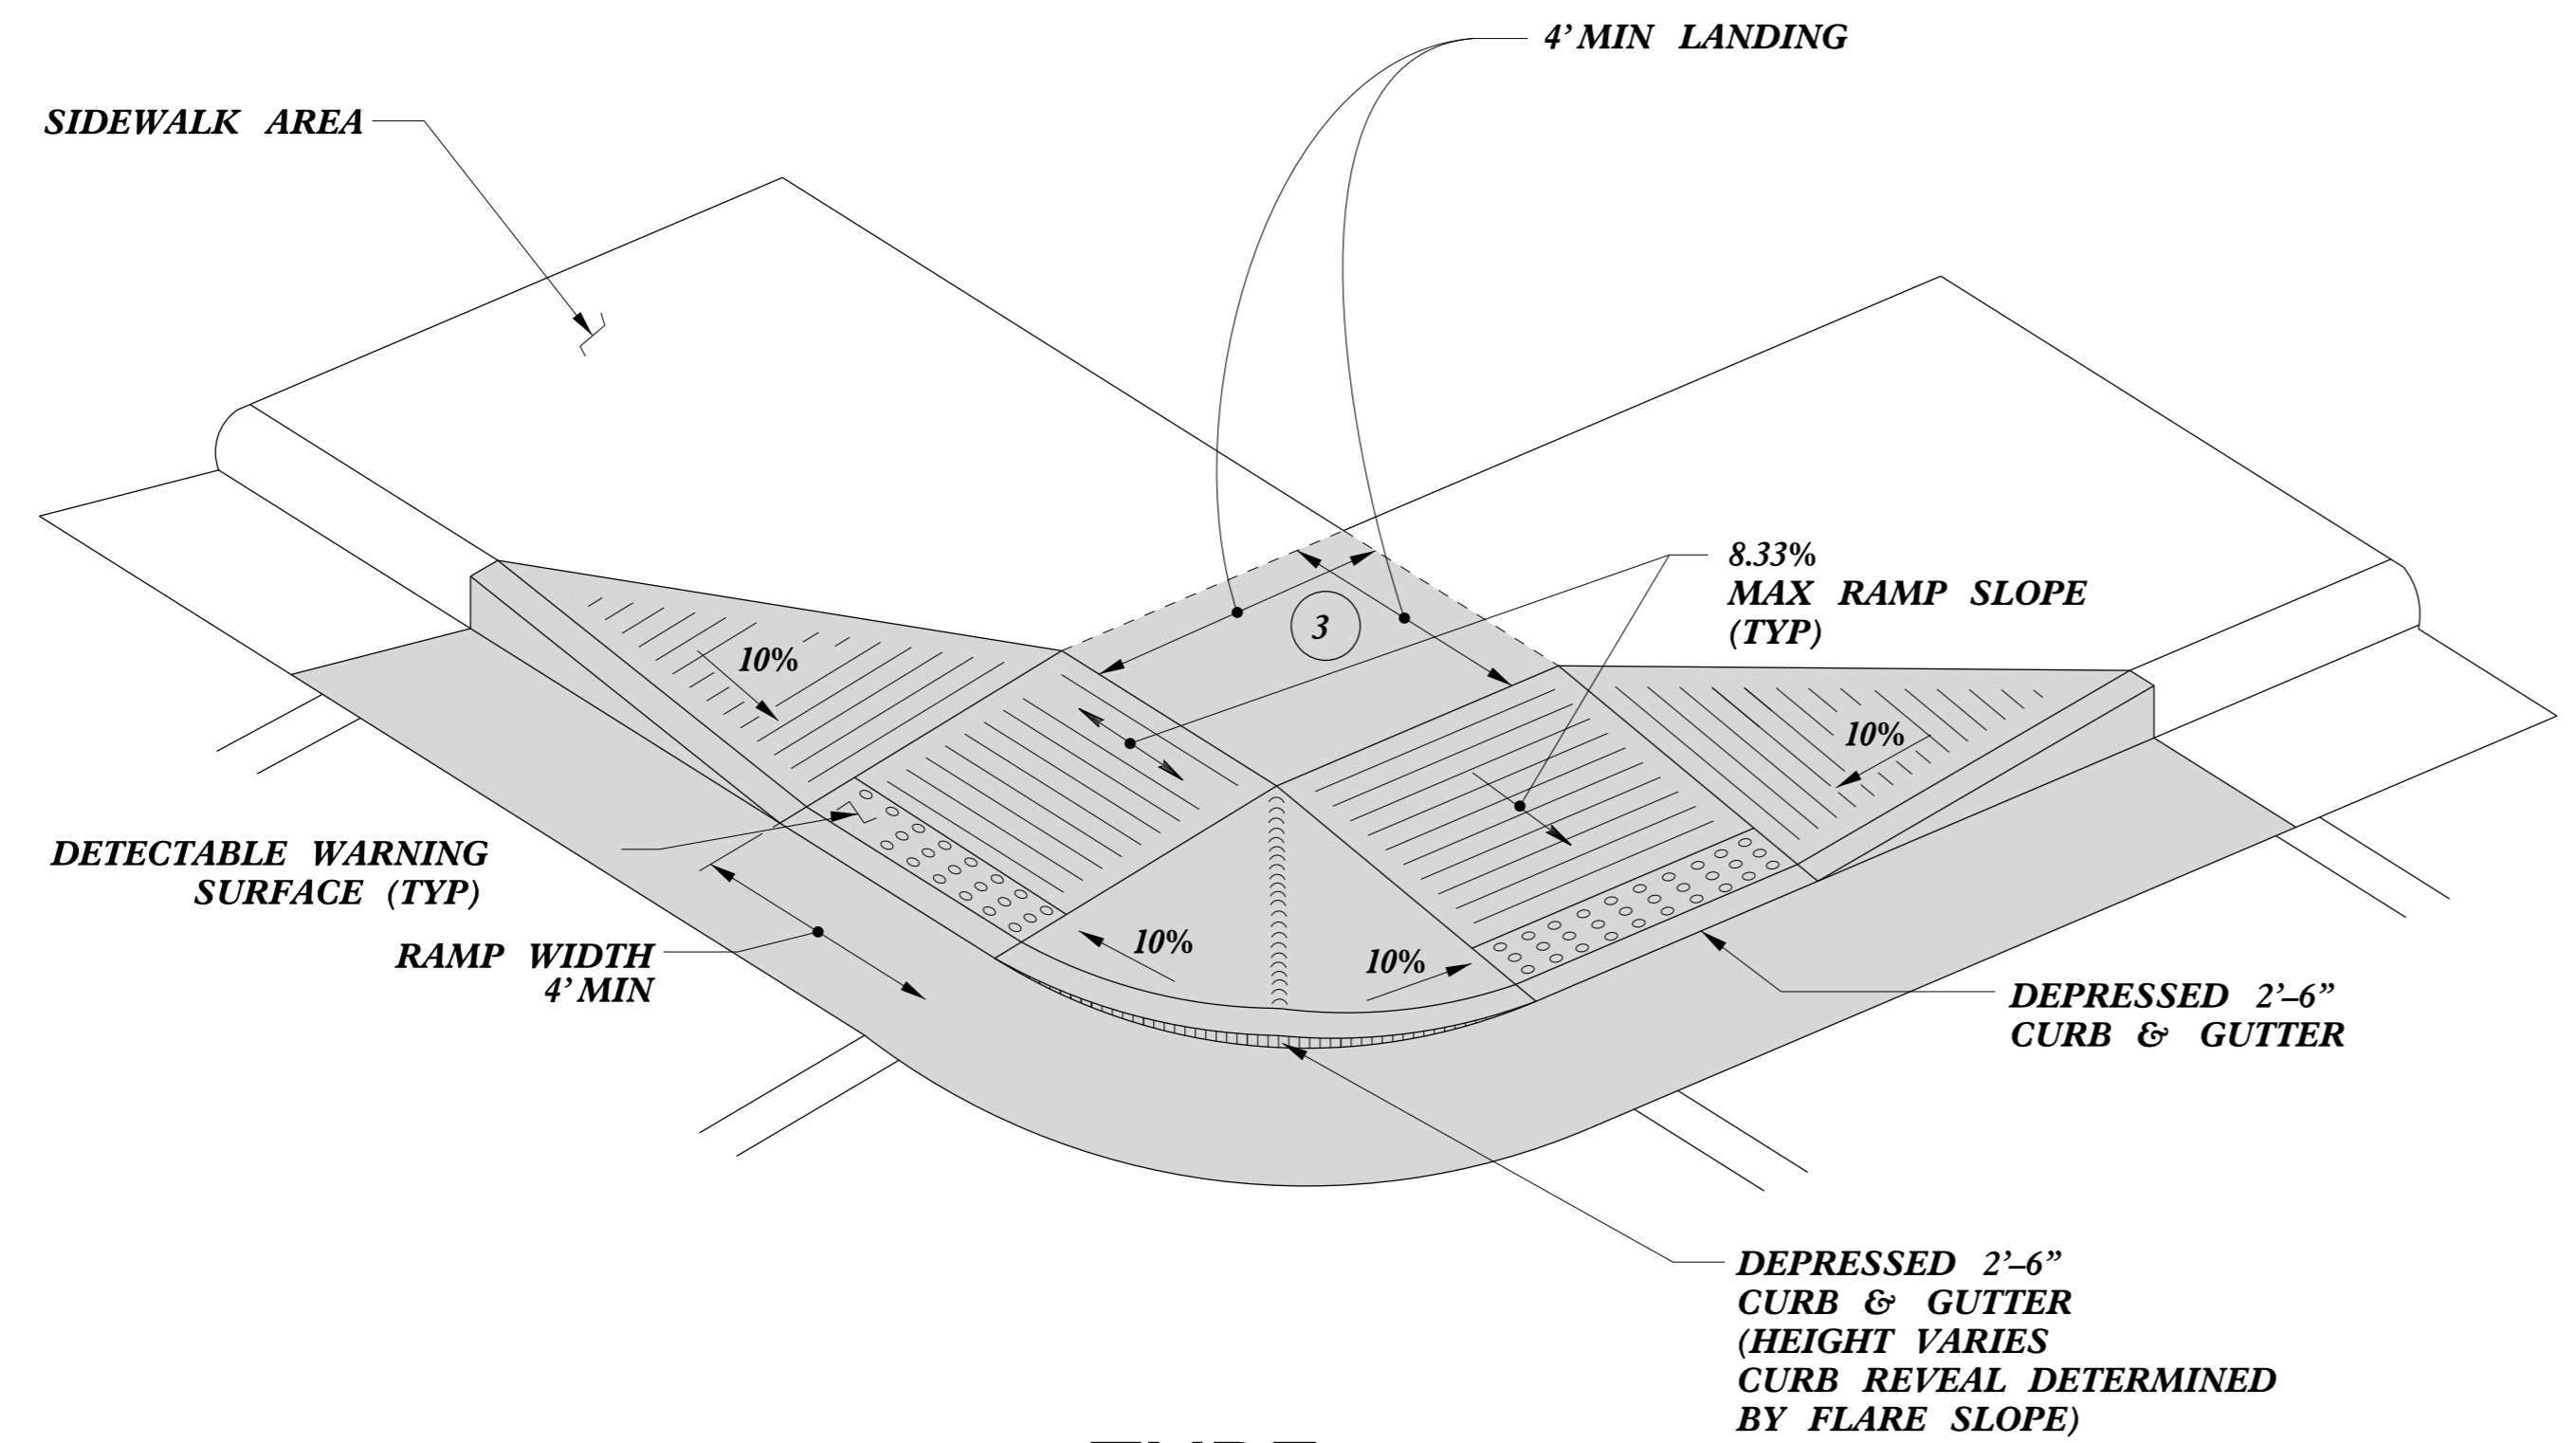 4’ MIN LANDING
SIDEWALK AREA
8.33%
MAX RAMP SLOPE
(TYP)
3
10%
10%
DETECTABLE WARNING
SURFACE (TYP)
RAMP WIDTH
4’ MIN
10%
10%
DEPRESSED 2’–6”
CURB & GUTTER
DEPRESSED 2’–6”
CURB & GUTTER
(HEIGHT VARIES
CURB REVEAL DETERMINED
BY FLARE SLOPE)